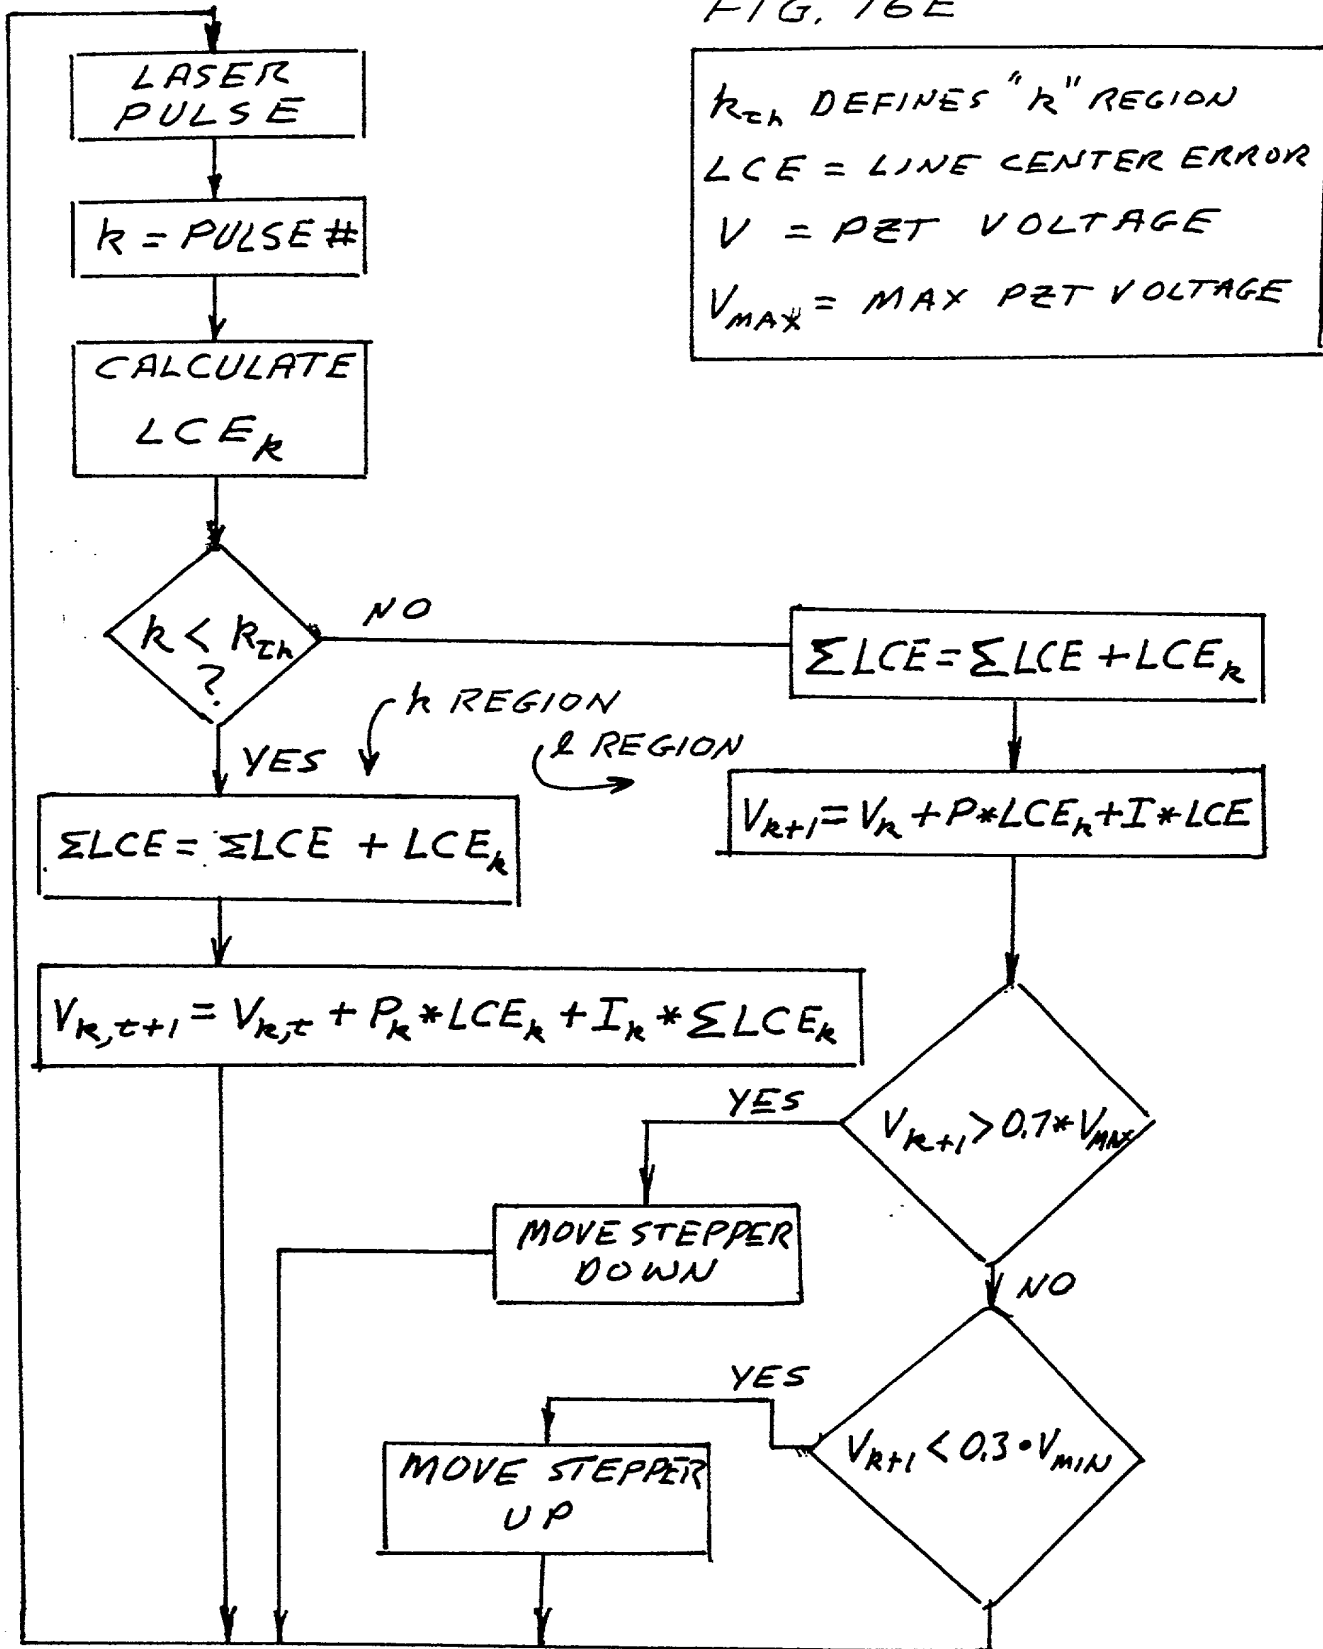 FIG. 16E
LASER
PULSE
k = PULSE #
CALCULATE
LCE_k
k_Th DEFINES "k" REGION
LCE = LINE CENTER ERROR
V = PZT VOLTAGE
V_MAX = MAX PZT VOLTAGE
k < k_Th
?
NO
YES
k REGION
l REGION
ΣLCE = ΣLCE + LCE_k
V_k,t+1 = V_k,t + P_k * LCE_k + I_k * ΣLCE_k
ΣLCE = ΣLCE + LCE_k
V_k+1 = V_k + P*LCE_k + I*LCE
V_k+1 > 0.7* V_MAX
YES
MOVE STEPPER
DOWN
NO
V_k+1 < 0.3 • V_MIN
YES
MOVE STEPPER
UP